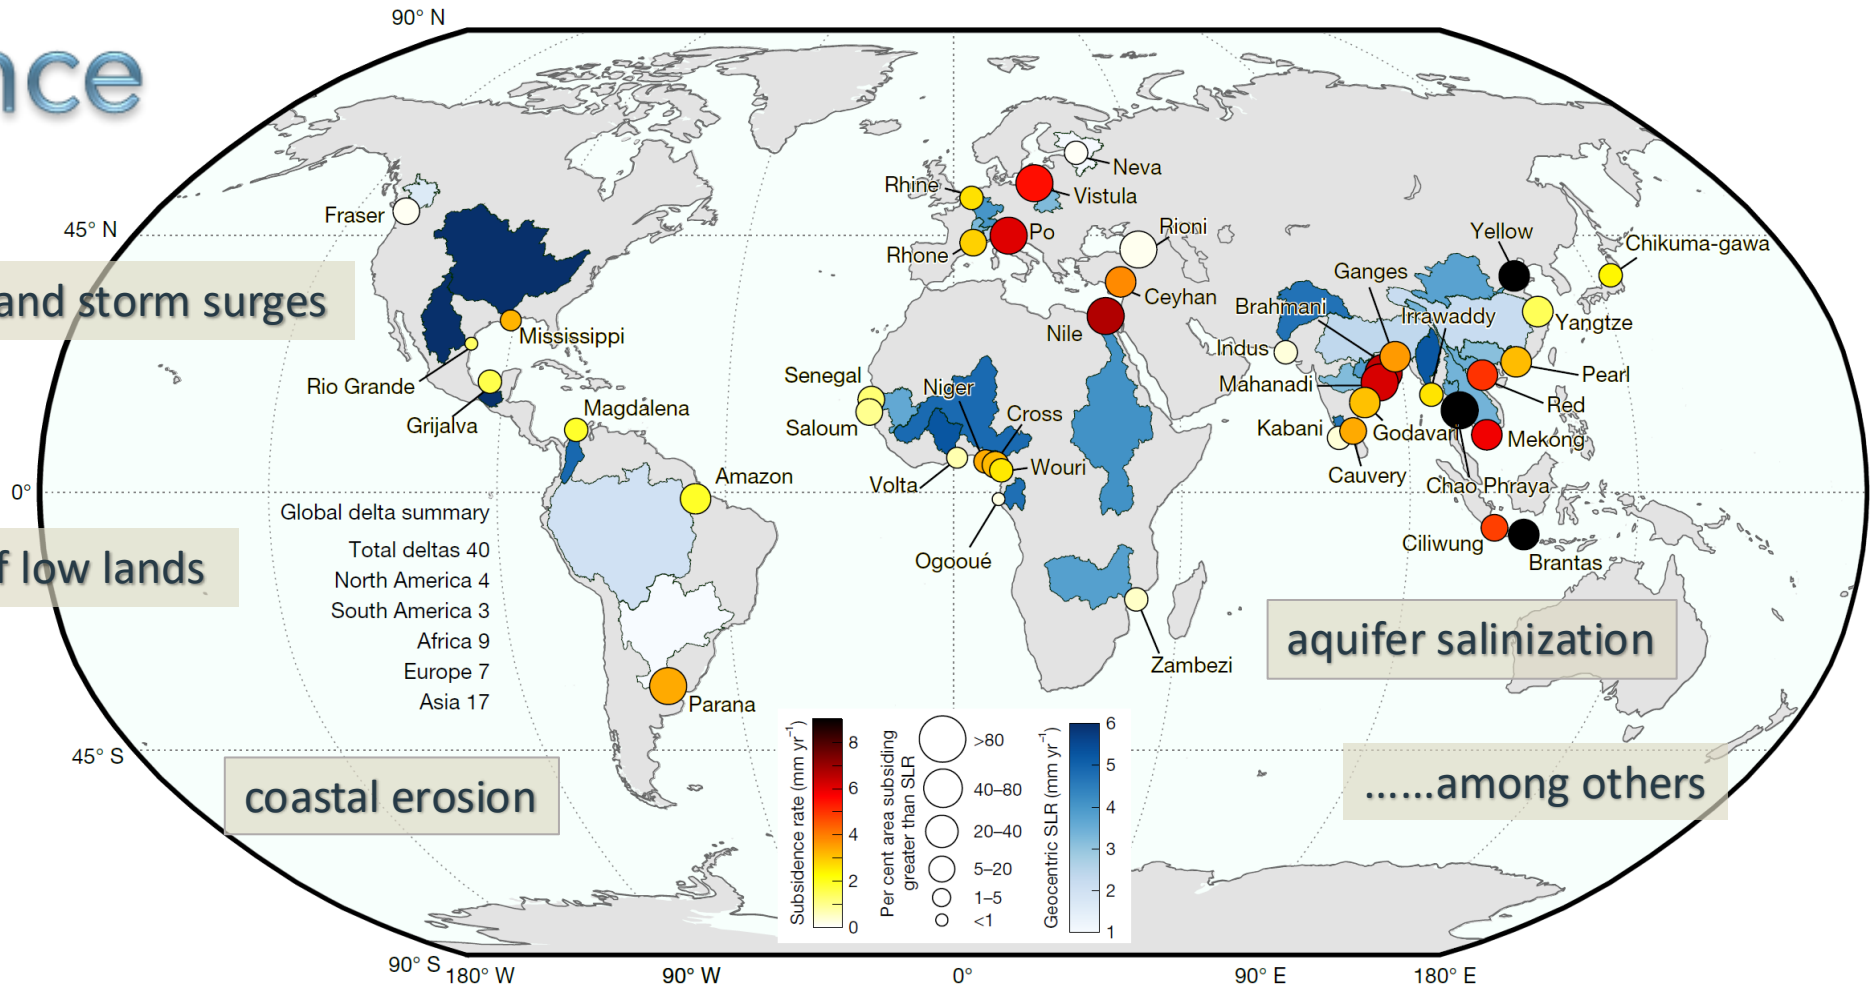 nce
90° N
45° N
0°
45° S
90° S
180° W
90° W
0°
90° E
180° E
and storm surges
f low lands
coastal erosion
aquifer salinization
......among others
Fraser
Mississippi
Rio Grande
Grijalva
Magdalena
Amazon
Parana
Global delta summary
Total deltas 40
North America 4
South America 3
Africa 9
Europe 7
Asia 17
Rhine
Neva
Vistula
Po
Rhone
Rioni
Ceyhan
Nile
Senegal
Saloum
Niger
Cross
Volta
Wouri
Ogooué
Zambezi
Yellow
Chikuma-gawa
Ganges
Brahmani
Irrawaddy
Yangtze
Indus
Mahanadi
Pearl
Red
Kabani
Godavari
Mekong
Cauvery
Chao Phraya
Ciliwung
Brantas
Subsidence rate (mm yr⁻¹)
8
6
4
2
0
Per cent area subsiding
greater than SLR
>80
40–80
20–40
5–20
1–5
<1
Geocentric SLR (mm yr⁻¹)
6
5
4
3
2
1